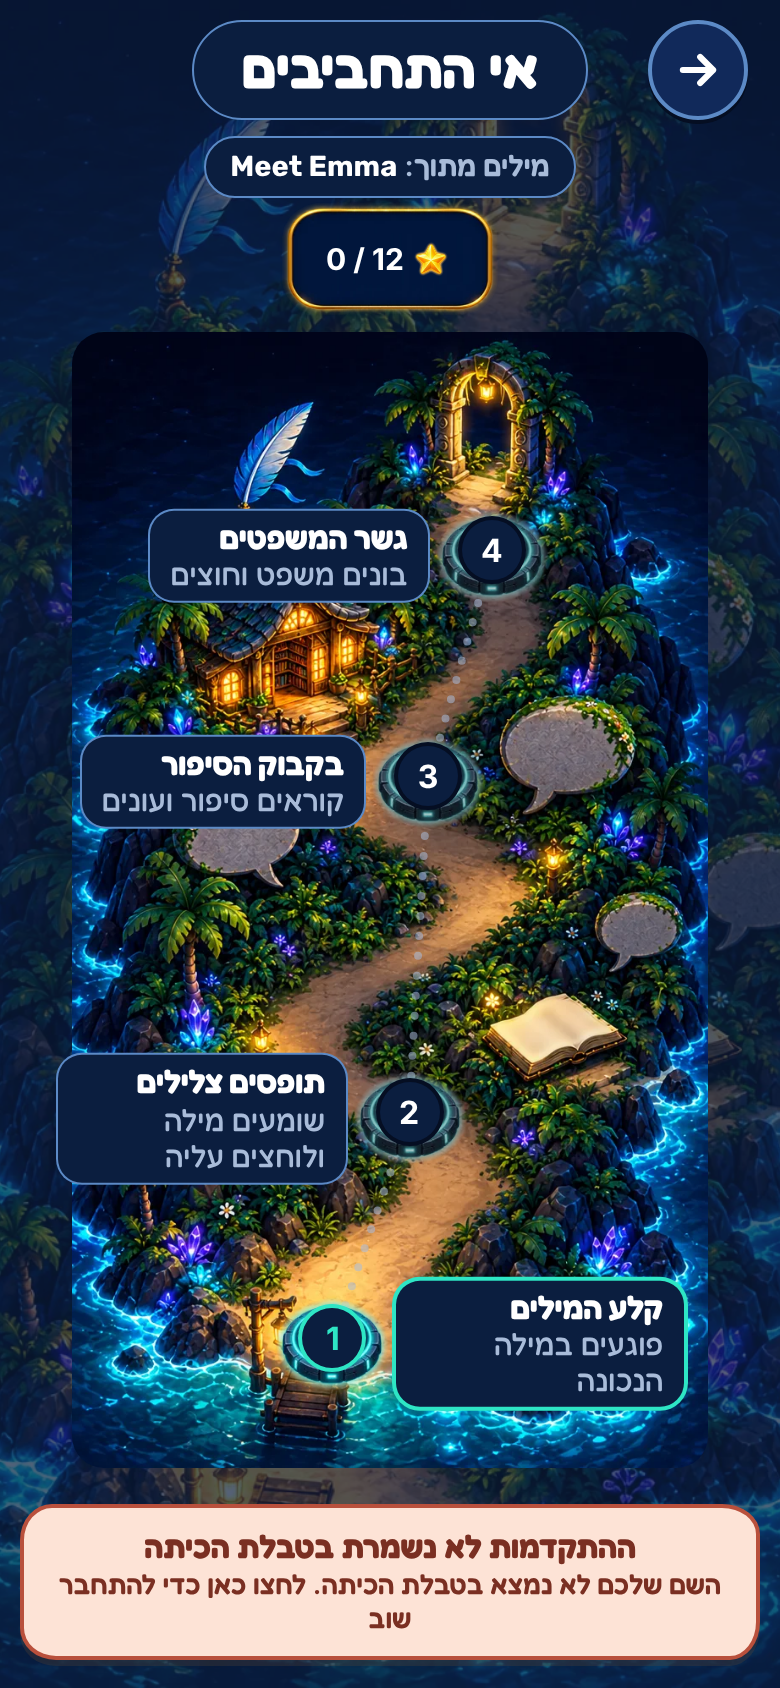 אי התחביבים
מילים מתוך: Meet Emma
0 / 12
גשר המשפטים
בונים משפט וחוצים
4
בקבוק הסיפור
קוראים סיפור ועונים
3
תופסים צלילים
שומעים מילה
ולוחצים עליה
2
קלע המילים
פוגעים במילה
הנכונה
1
ההתקדמות לא נשמרת בטבלת הכיתה
השם שלכם לא נמצא בטבלת הכיתה. לחצו כאן כדי להתחבר
שוב